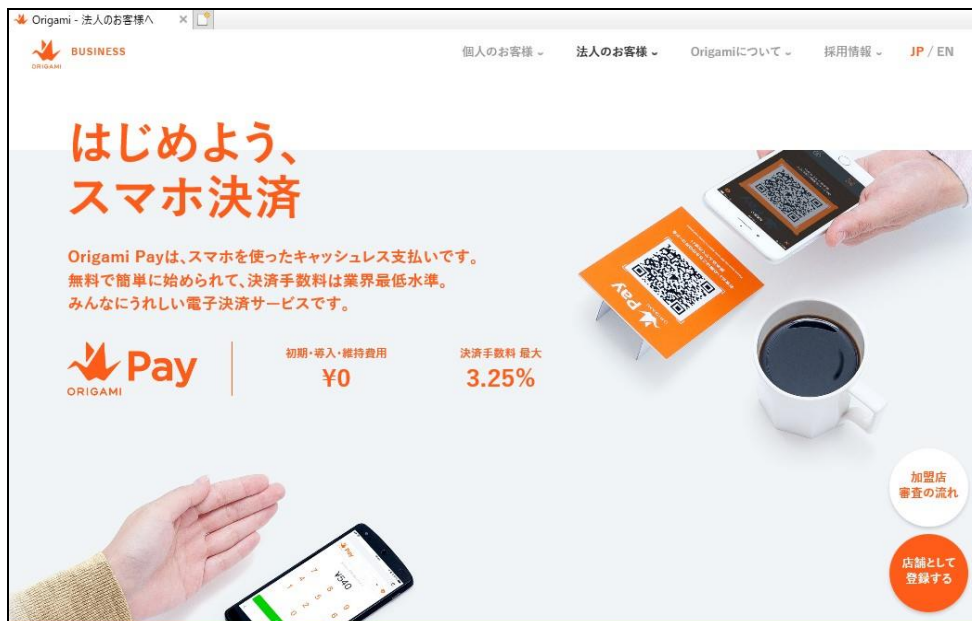 Origami - 法人のお客様へ
ORIGAMI
BUSINESS
個人のお客様
法人のお客様
Origamiについて
採用情報
JP / EN
はじめよう、
スマホ決済
Origami Payは、スマホを使ったキャッシュレス支払いです。
無料で簡単に始められて、決済手数料は業界最低水準。
みんなにうれしい電子決済サービスです。
ORIGAMI
Pay
初期・導入・維持費用
¥0
決済手数料 最大
3.25%
Pay
加盟店
審査の流れ
店舗として
登録する
Pay
¥540